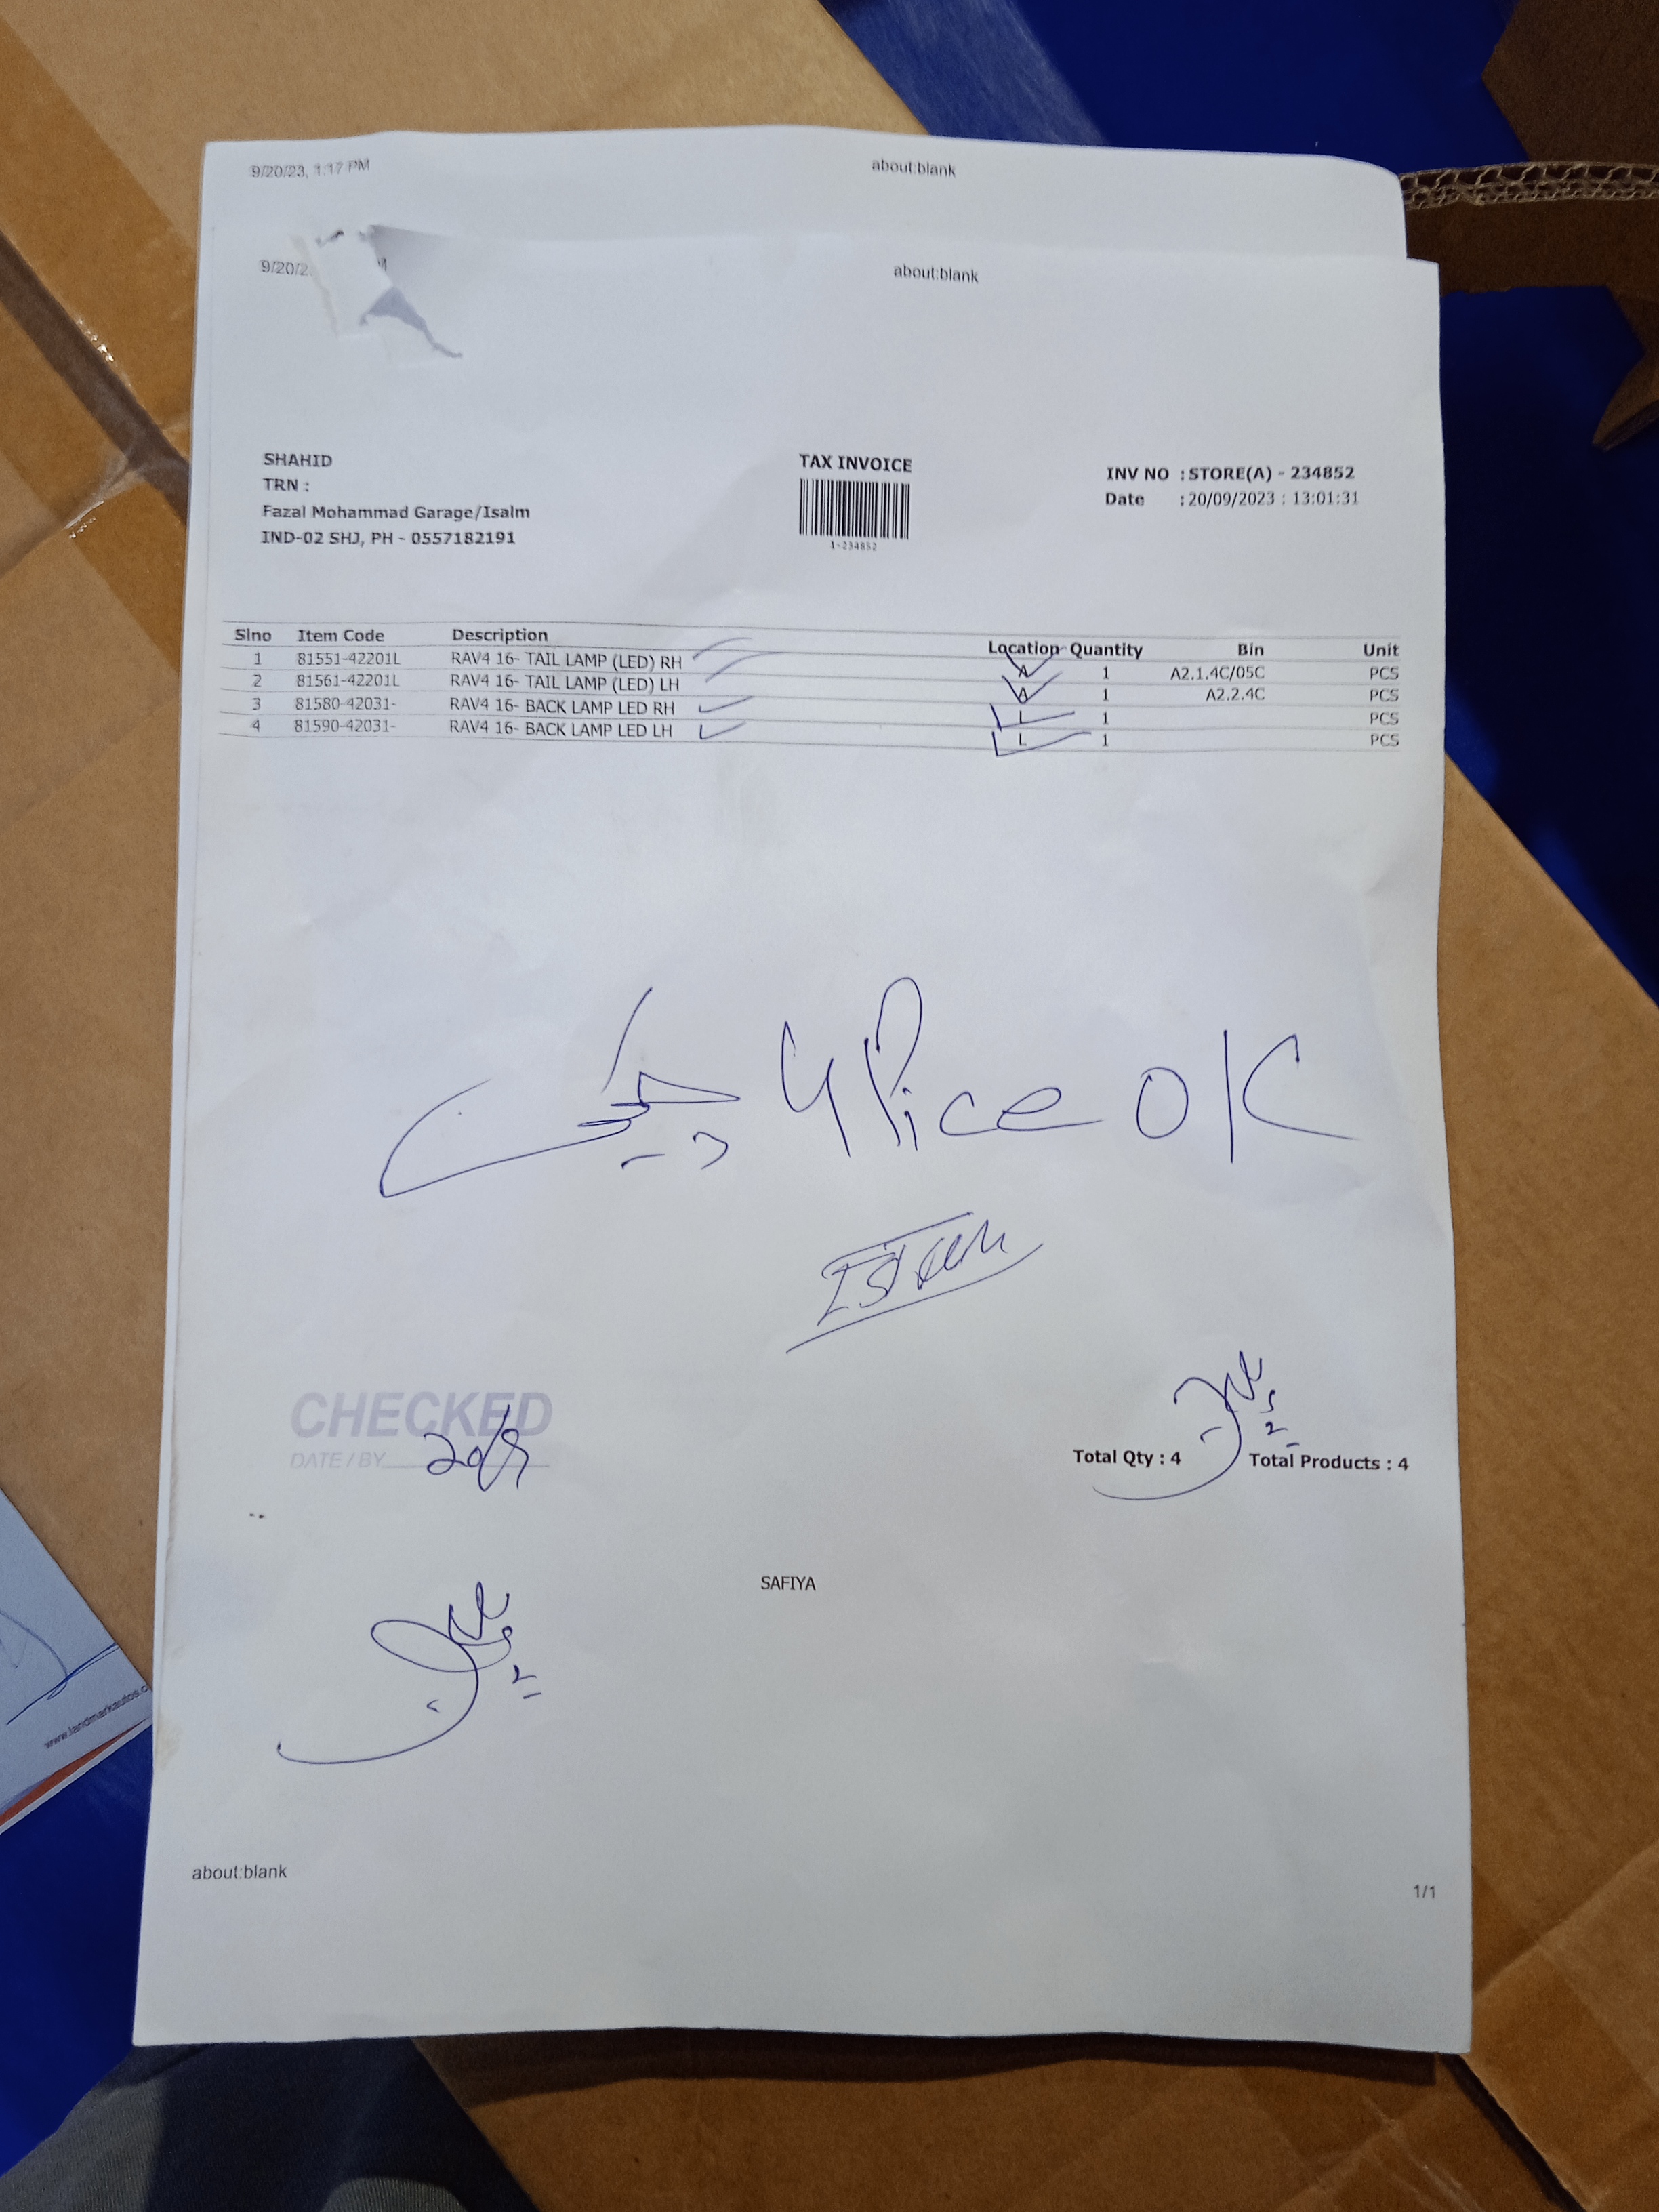 9/20/23, 1:17 PM about:blank
9/20/2 M about:blank
SHAHID
TRN :
Fazal Mohammad Garage/Isalm
IND-02 SHJ, PH - 0557182191
TAX INVOICE
1-234852
INV NO : STORE(A) - 234852
Date : 20/09/2023 : 13:01:31
Slno Item Code Description Location Quantity Bin Unit
1 81551-42201L RAV4 16- TAIL LAMP (LED) RH A 1 A2.1.4C/05C PCS
2 81561-42201L RAV4 16- TAIL LAMP (LED) LH A 1 A2.2.4C PCS
3 81580-42031- RAV4 16- BACK LAMP LED RH L 1 PCS
4 81590-42031- RAV4 16- BACK LAMP LED LH L 1 PCS
4 Pice OK
CHECKED
DATE / BY 20/9
Total Qty : 4 Total Products : 4
SAFIYA
www.landmarkautos.c
about:blank 1/1